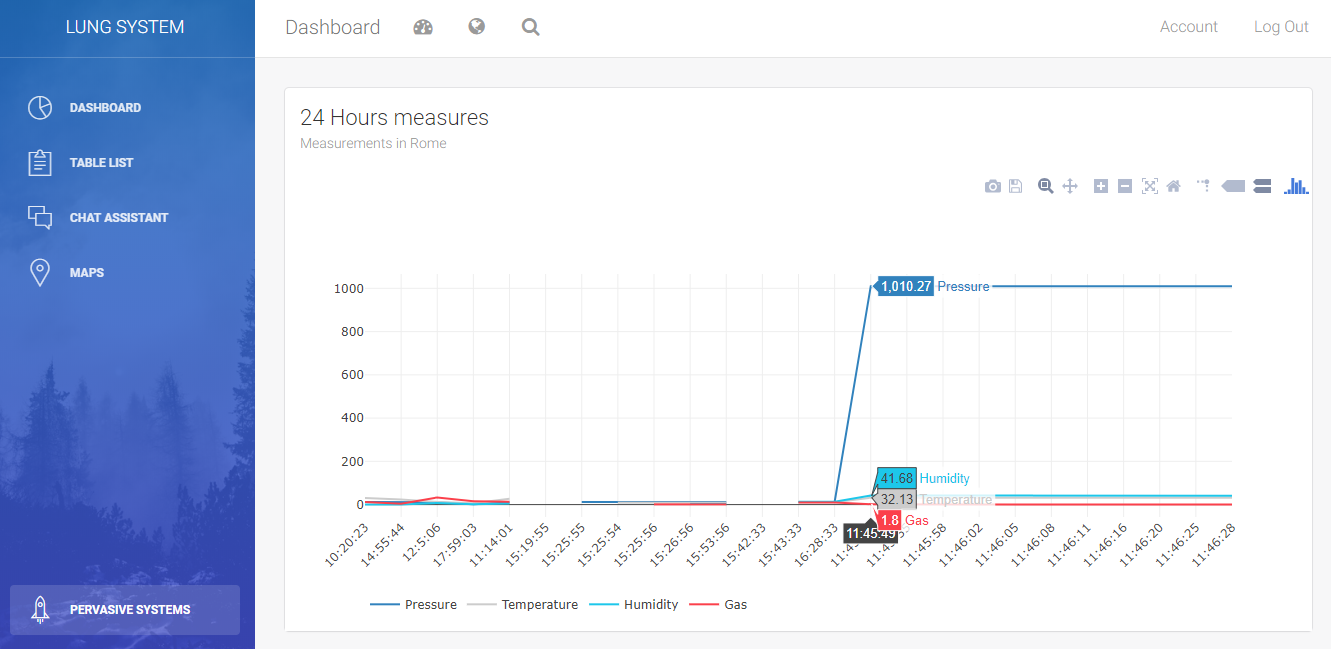 LUNG SYSTEM
Dashboard
Account
Log Out
DASHBOARD
TABLE LIST
CHAT ASSISTANT
MAPS
PERVASIVE SYSTEMS
24 Hours measures
Measurements in Rome
1000
800
600
400
200
0
1,010.27 Pressure
41.68 Humidity
32.13 Temperature
1.8 Gas
11:45:49
10:20:23
14:55:44
12:5:06
17:59:03
11:14:01
15:19:55
15:25:55
15:25:54
15:25:56
15:26:56
15:53:56
15:42:33
15:43:33
16:28:33
11:45:58
11:46:02
11:46:05
11:46:08
11:46:11
11:46:16
11:46:20
11:46:25
11:46:28
Pressure Temperature Humidity Gas